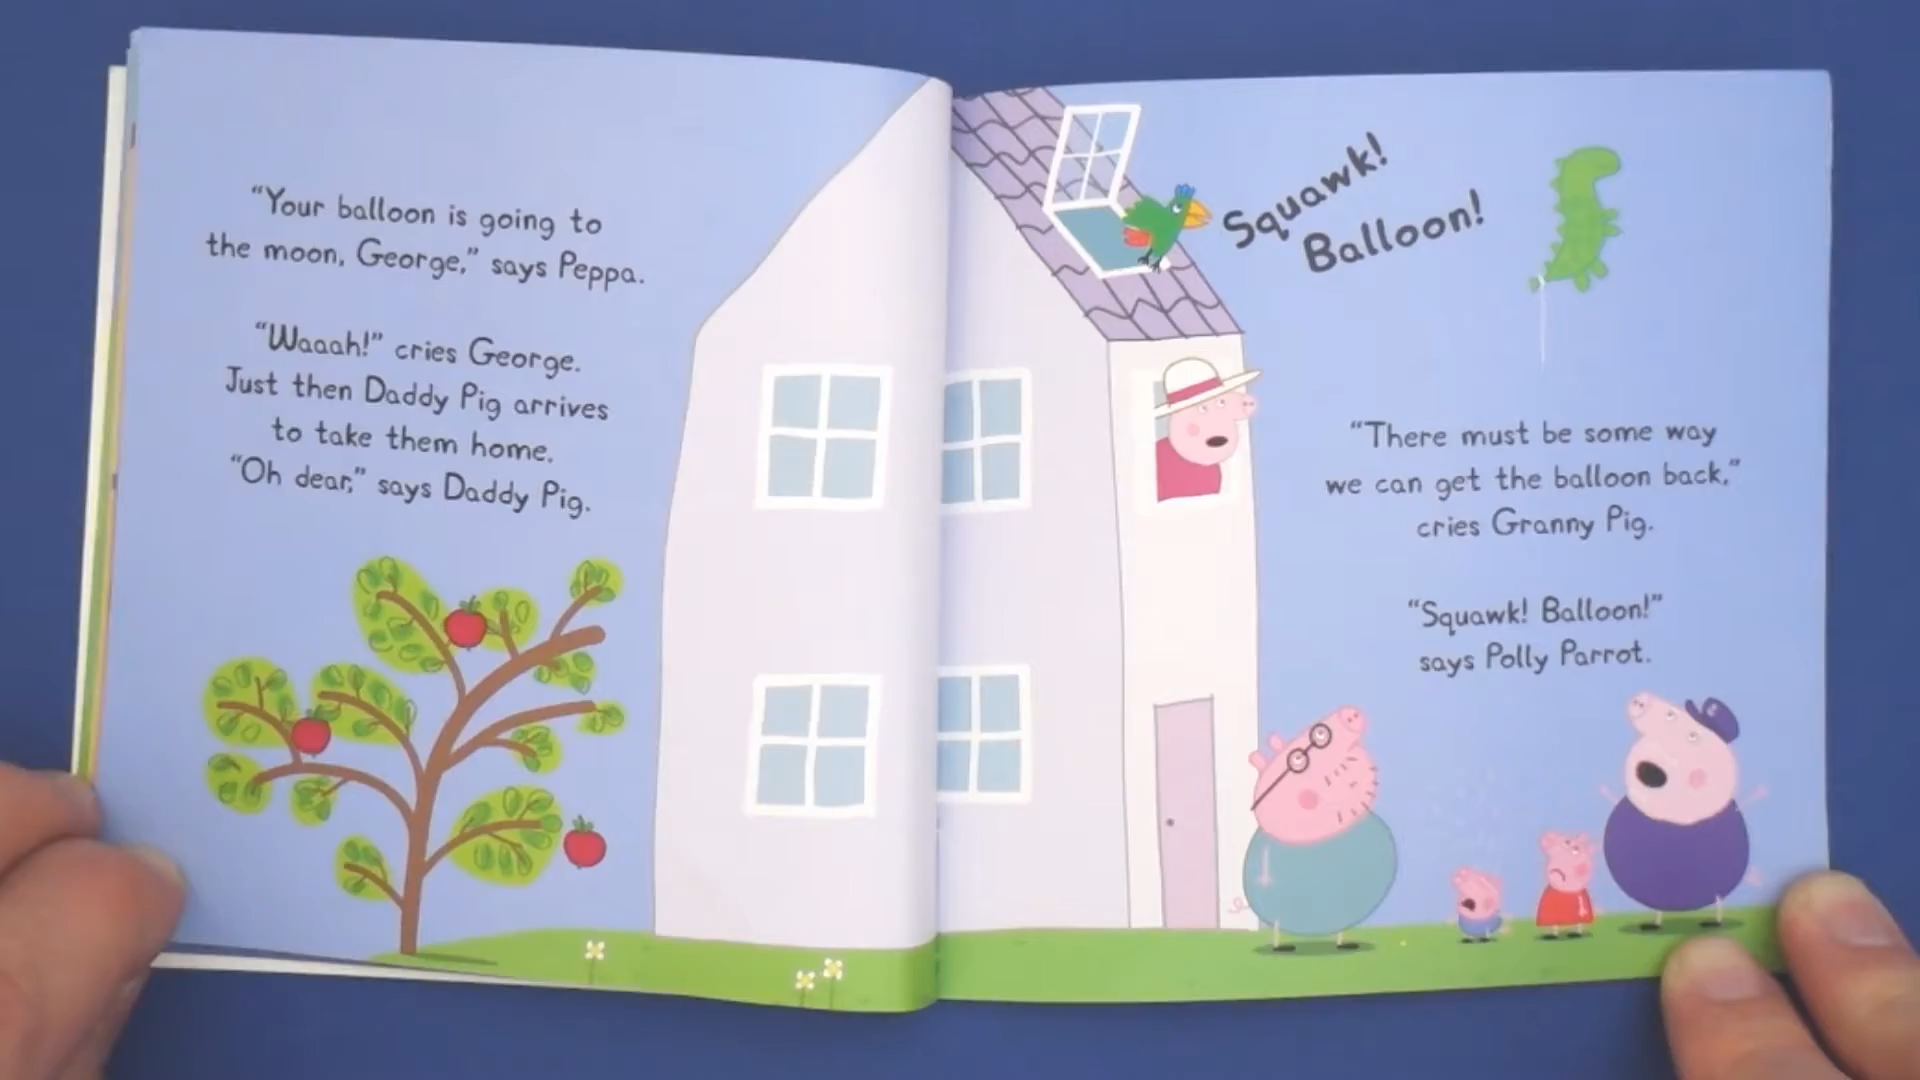 “Your balloon is going to
the moon, George,” says Peppa.
“Waaah!” cries George.
Just then Daddy Pig arrives
to take them home.
“Oh dear,” says Daddy Pig.
Squawk!
Balloon!
“There must be some way
we can get the balloon back,”
cries Granny Pig.
“Squawk! Balloon!”
says Polly Parrot.